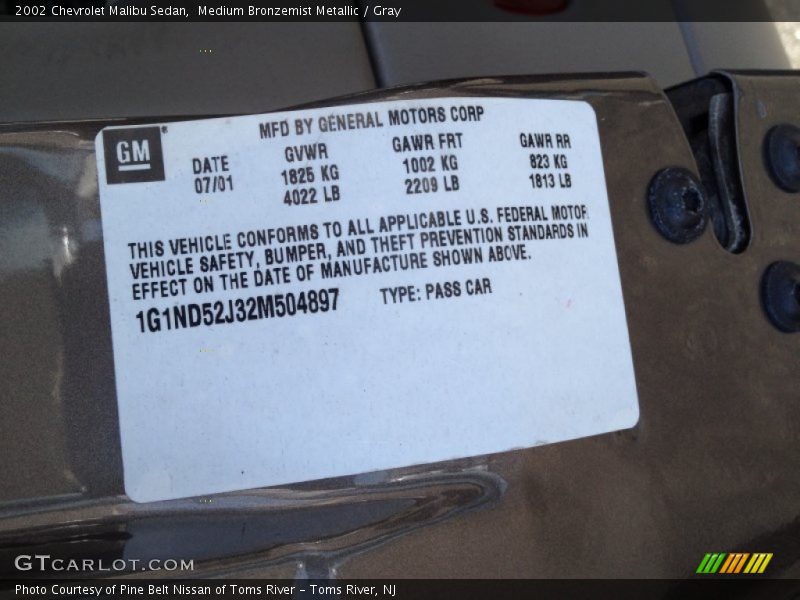 2002 Chevrolet Malibu Sedan,  Medium Bronzemist Metallic / Gray
GM®
MFD BY GENERAL MOTORS CORP
DATE GVWR GAWR FRT GAWR RR
07/01 1825 KG 1002 KG 823 KG
4022 LB 2209 LB 1813 LB
THIS VEHICLE CONFORMS TO ALL APPLICABLE U.S. FEDERAL MOTOR
VEHICLE SAFETY, BUMPER, AND THEFT PREVENTION STANDARDS IN
EFFECT ON THE DATE OF MANUFACTURE SHOWN ABOVE.
1G1ND52J32M504897 TYPE: PASS CAR
GTCARLOT.COM
Photo Courtesy of Pine Belt Nissan of Toms River - Toms River, NJ